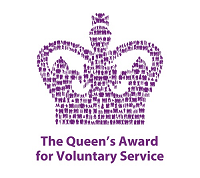 The Queen's Award
for Voluntary Service